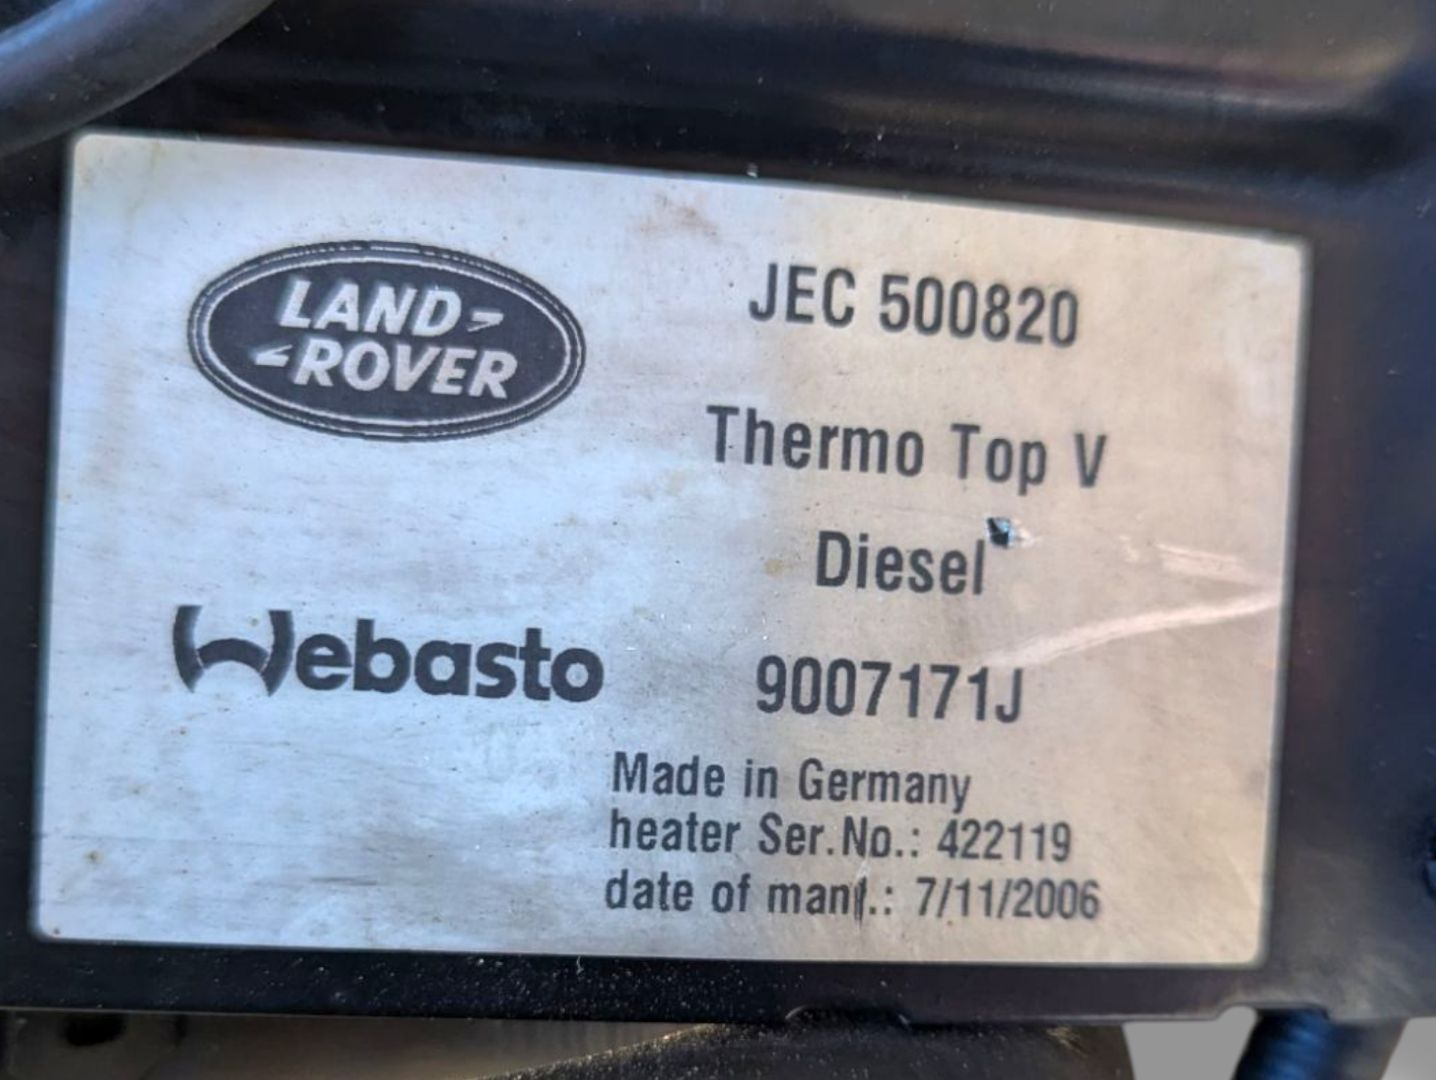 LAND-
-ROVER
JEC 500820
Thermo Top V
Diesel
Webasto
9007171J
Made in Germany
heater Ser.No.: 422119
date of manf.: 7/11/2006